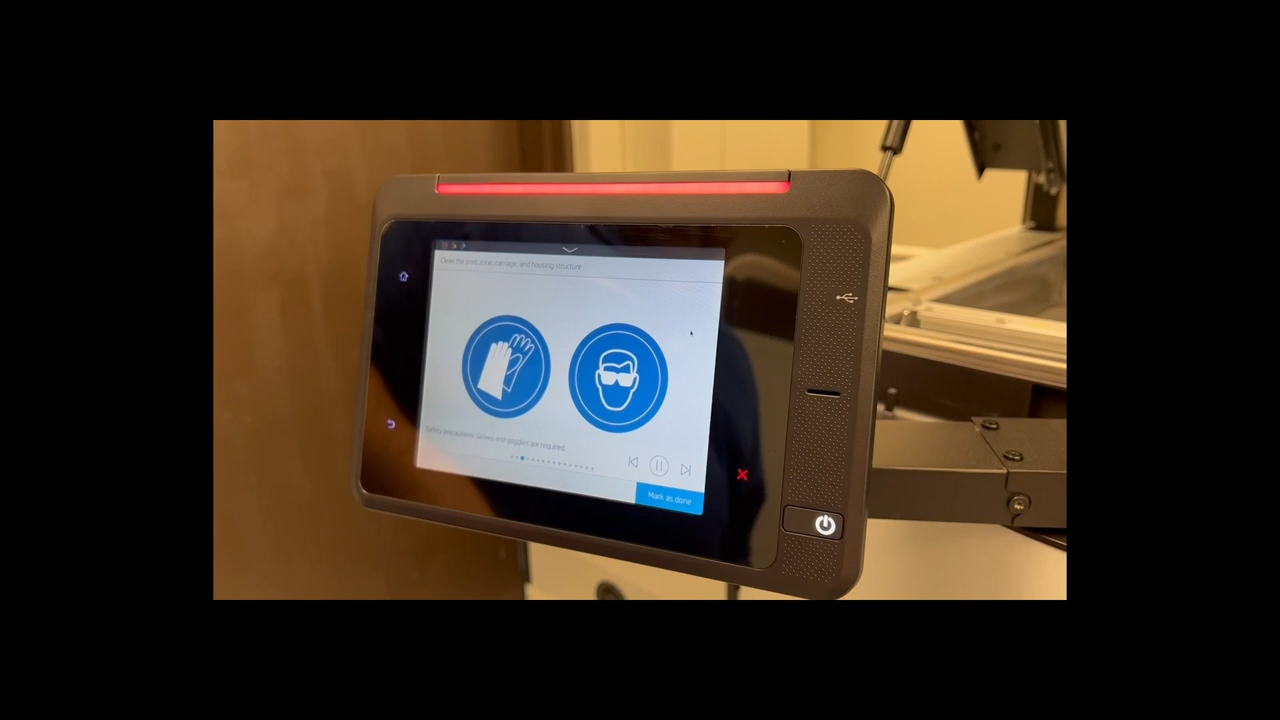 Clean the print zone, carriage, and housing structure
Safety precautions: Gloves and goggles are required.
Mark as done